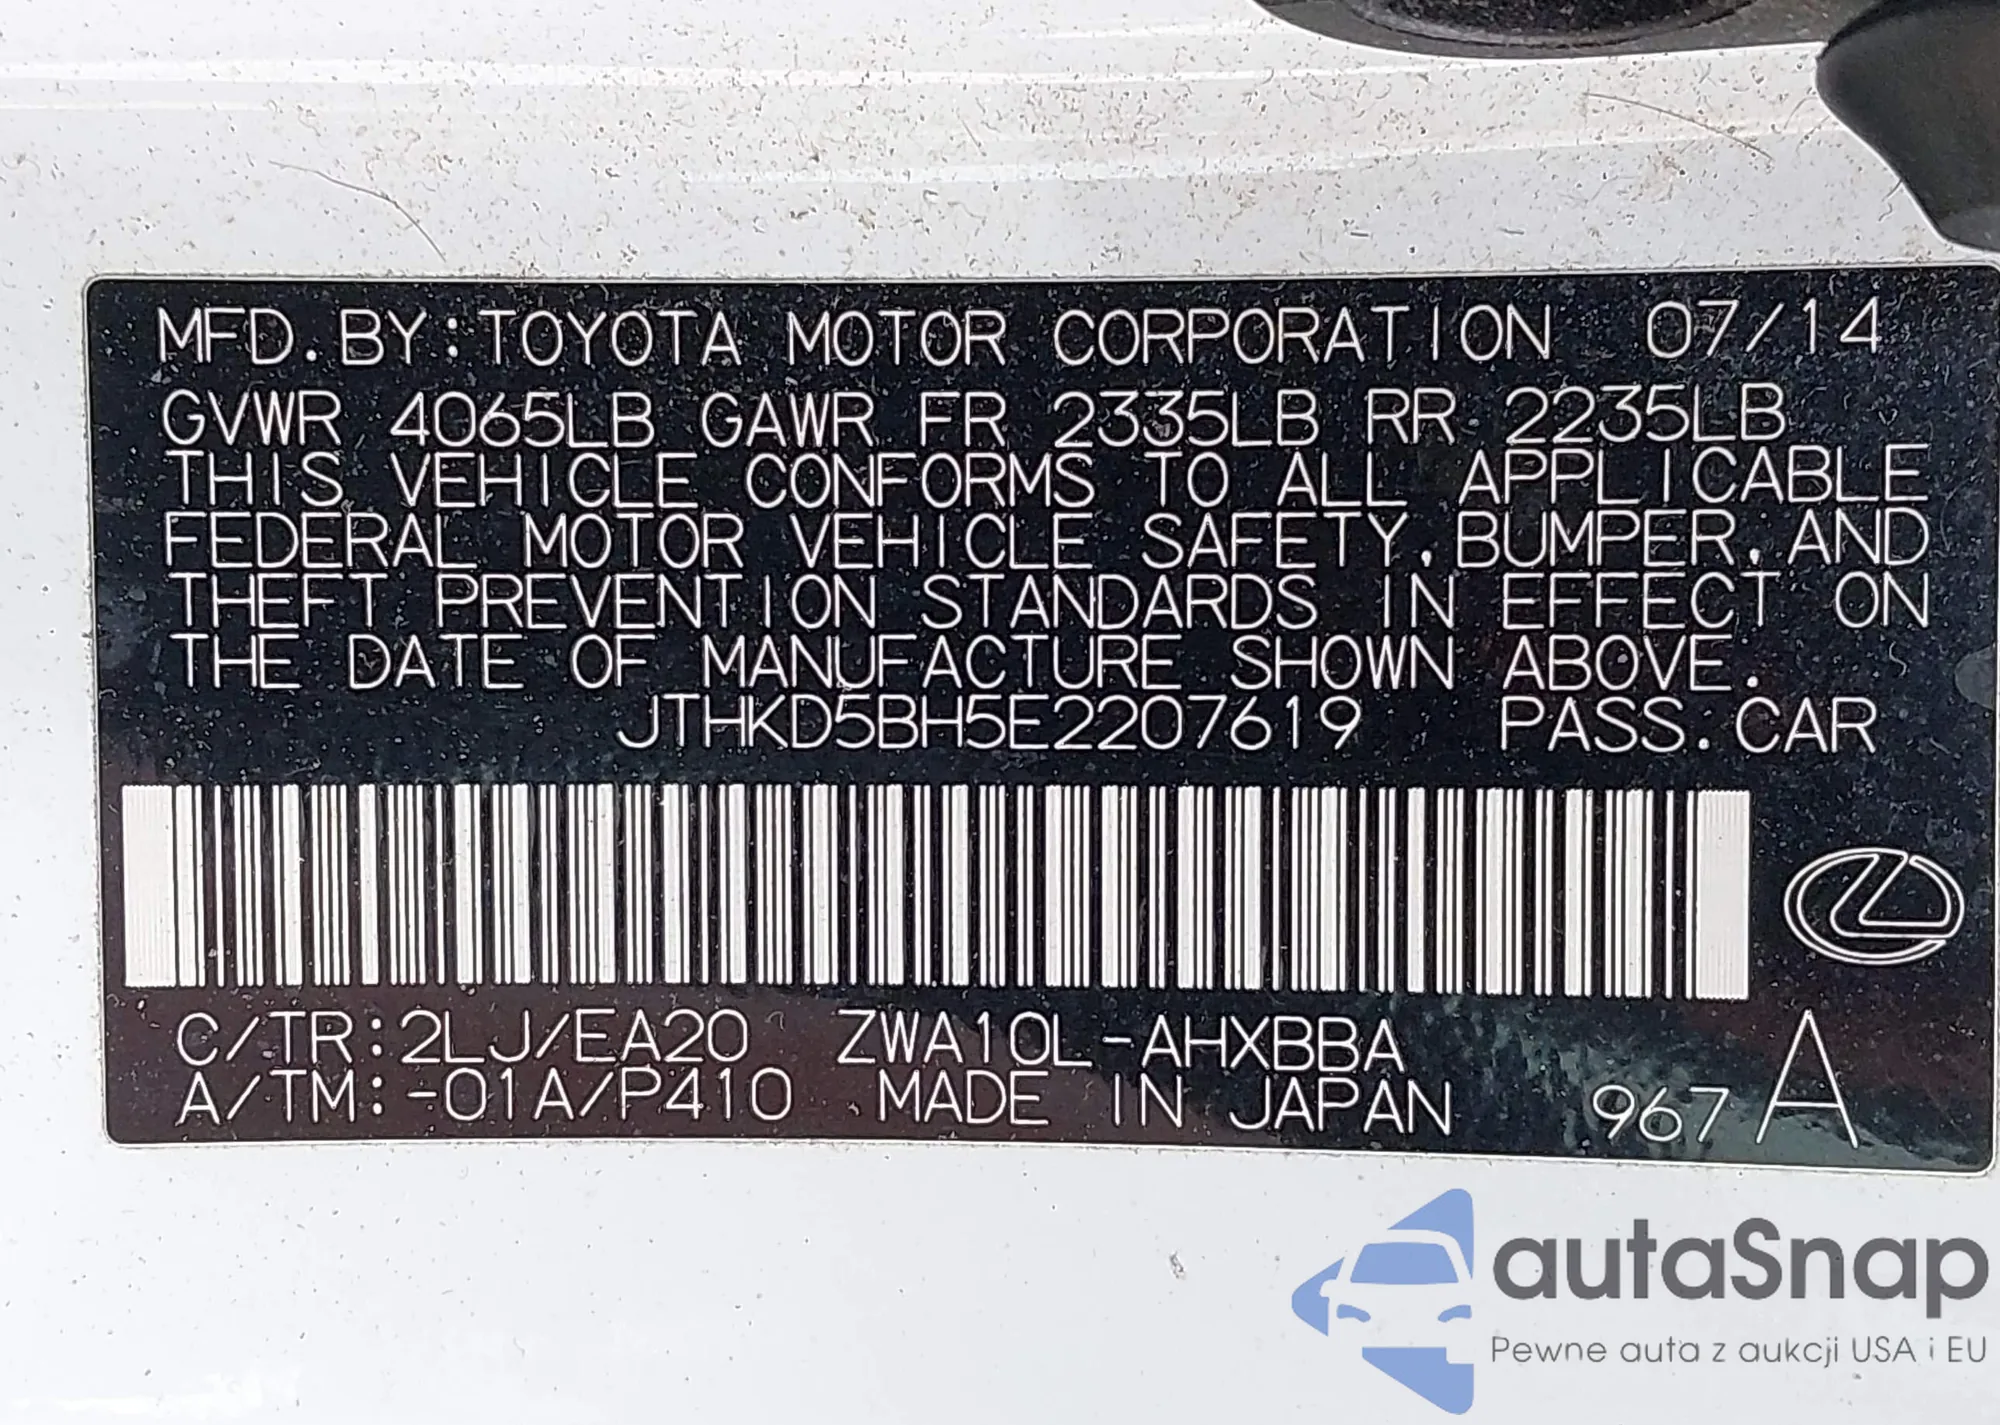 MFD. BY: TOYOTA MOTOR CORPORATION 07/14
GVWR 4065LB GAWR FR 2335LB RR 2235LB
THIS VEHICLE CONFORMS TO ALL APPLICABLE
FEDERAL MOTOR VEHICLE SAFETY, BUMPER, AND
THEFT PREVENTION STANDARDS IN EFFECT ON
THE DATE OF MANUFACTURE SHOWN ABOVE.
JTHKD5BH5E2207619 PASS. CAR
C/TR: 2LJ/EA20 ZWA10L-AHXBBA
A/TM: -01A/P410 MADE IN JAPAN 967 A
autaSnap
Pewne auta z aukcji USA i EU